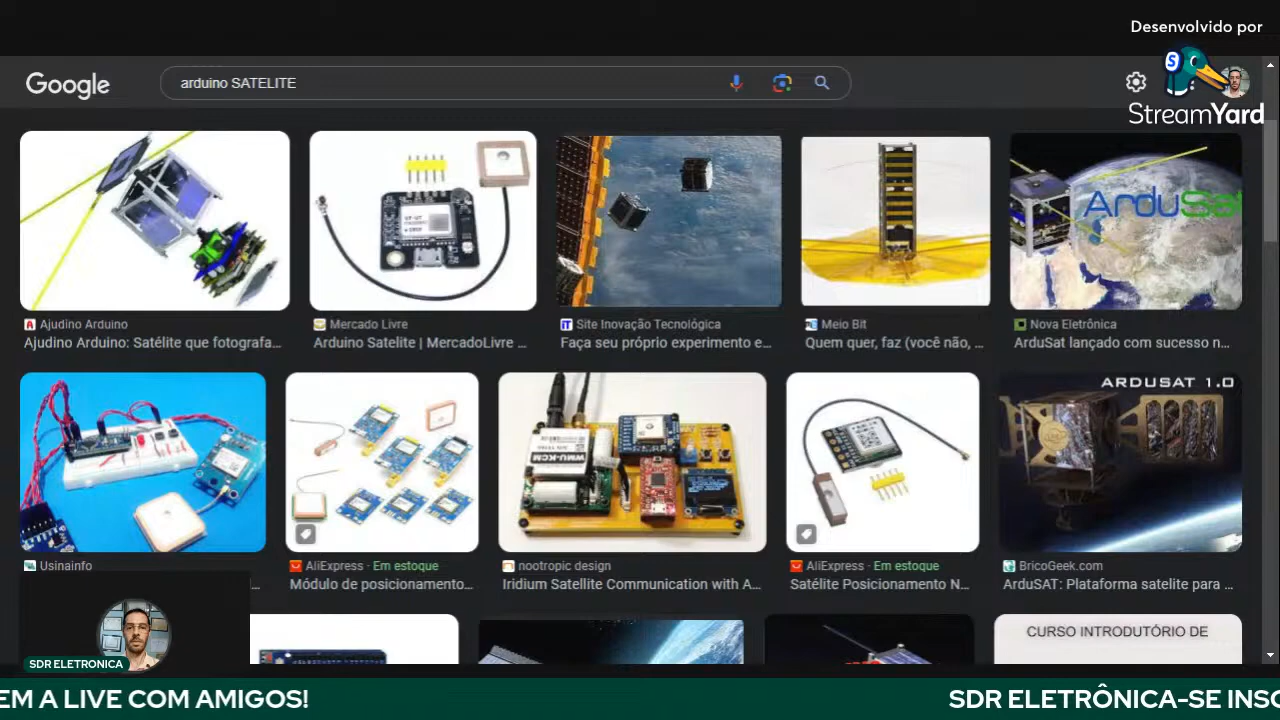 Desenvolvido por
StreamYard
Google
arduino SATELITE
ArduSat
Ajudino Arduino
Ajudino Arduino: Satélite que fotografa...
Mercado Livre
Arduino Satelite | MercadoLivre ...
Site Inovação Tecnológica
Faça seu próprio experimento e...
Meio Bit
Quem quer, faz (você não, ...
Nova Eletrônica
ArduSat lançado com sucesso n...
WMU-KCM
ARDUSAT 1.0
Usinainfo
...
AliExpress · Em estoque
Módulo de posicionamento...
nootropic design
Iridium Satellite Communication with A...
AliExpress · Em estoque
Satélite Posicionamento N...
BricoGeek.com
ArduSAT: Plataforma satelite para ...
CURSO INTRODUTÓRIO DE
SDR ELETRONICA
EM A LIVE COM AMIGOS!
SDR ELETRÔNICA-SE INSC